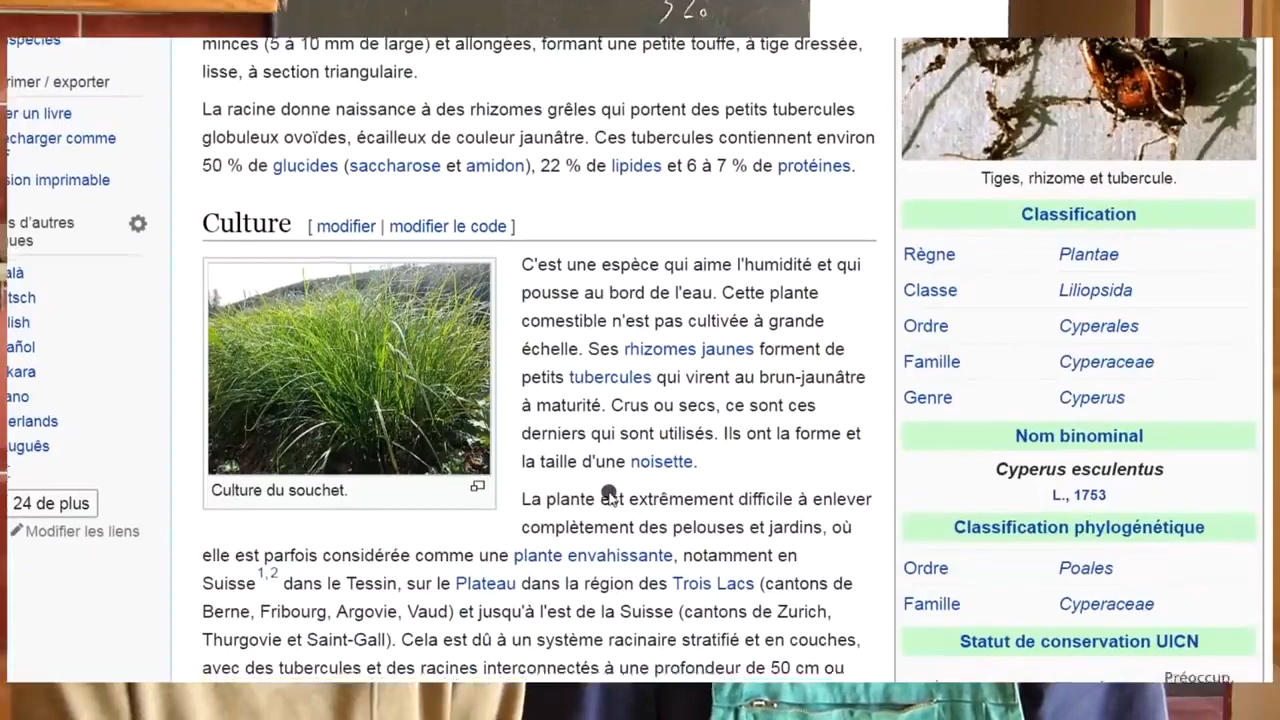 minces (5 à 10 mm de large) et allongées, formant une petite touffe, à tige dressée,
lisse, à section triangulaire.
La racine donne naissance à des rhizomes grêles qui portent des petits tubercules
globuleux ovoïdes, écailleux de couleur jaunâtre. Ces tubercules contiennent environ
50 % de glucides (saccharose et amidon), 22 % de lipides et 6 à 7 % de protéines.
Culture [ modifier | modifier le code ]
Culture du souchet.
C'est une espèce qui aime l'humidité et qui
pousse au bord de l'eau. Cette plante
comestible n'est pas cultivée à grande
échelle. Ses rhizomes jaunes forment de
petits tubercules qui virent au brun-jaunâtre
à maturité. Crus ou secs, ce sont ces
derniers qui sont utilisés. Ils ont la forme et
la taille d'une noisette.
La plante est extrêmement difficile à enlever
complètement des pelouses et jardins, où
elle est parfois considérée comme une plante envahissante, notamment en
Suisse1,2 dans le Tessin, sur le Plateau dans la région des Trois Lacs (cantons de
Berne, Fribourg, Argovie, Vaud) et jusqu'à l'est de la Suisse (cantons de Zurich,
Thurgovie et Saint-Gall). Cela est dû à un système racinaire stratifié et en couches,
avec des tubercules et des racines interconnectés à une profondeur de 50 cm ou
espèces
rimer / exporter
er un livre
écharger comme
sion imprimable
s d'autres
ues
alà
tsch
lish
añol
kara
ano
erlands
uguês
24 de plus
Modifier les liens
Tiges, rhizome et tubercule.
Classification
Règne Plantae
Classe Liliopsida
Ordre Cyperales
Famille Cyperaceae
Genre Cyperus
Nom binominal
Cyperus esculentus
L., 1753
Classification phylogénétique
Ordre Poales
Famille Cyperaceae
Statut de conservation UICN
Préoccup